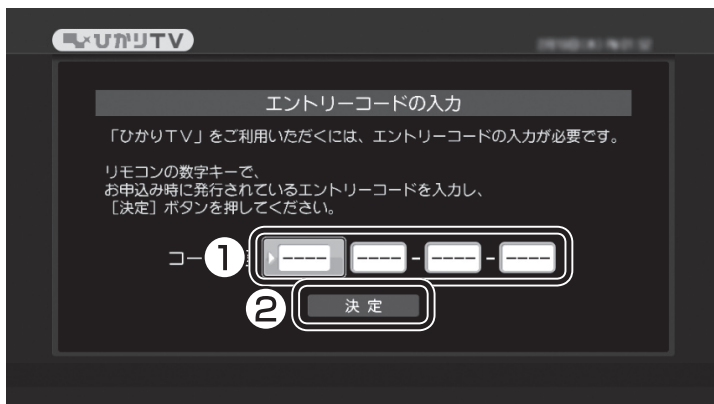 ひかりTV
エントリーコードの入力
「ひかりＴＶ」をご利用いただくには、エントリーコードの入力が必要です。
リモコンの数字キーで、
お申込み時に発行されているエントリーコードを入力し、
［決定］ボタンを押してください。
コー 1 ---- ---- - ---- - ----
2 決 定